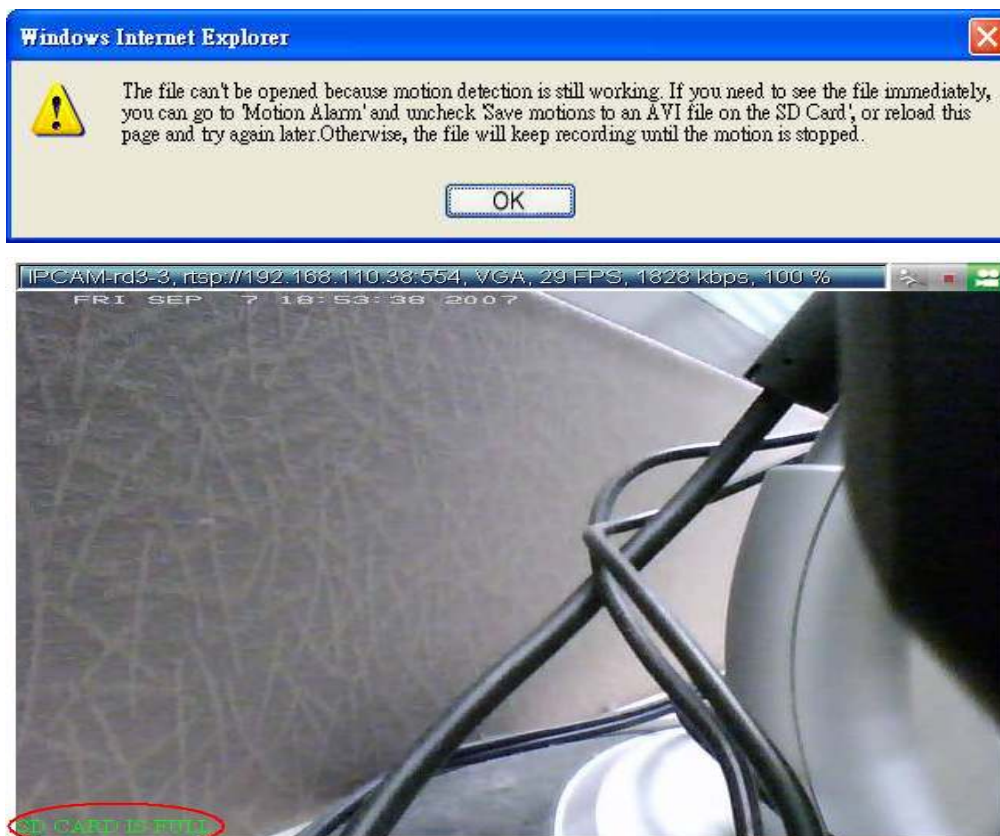 Windows Internet Explorer
The file can't be opened because motion detection is still working. If you need to see the file immediately,
you can go to 'Motion Alarm' and uncheck 'Save motions to an AVI file on the SD Card', or reload this
page and try again later.Otherwise, the file will keep recording until the motion is stopped.
OK
IPCAM-rd3-3, rtsp://192.168.110.38:554, VGA, 29 FPS, 1828 kbps, 100 %
FRI SEP 7 18:53:38 2007
SD CARD IS FULL